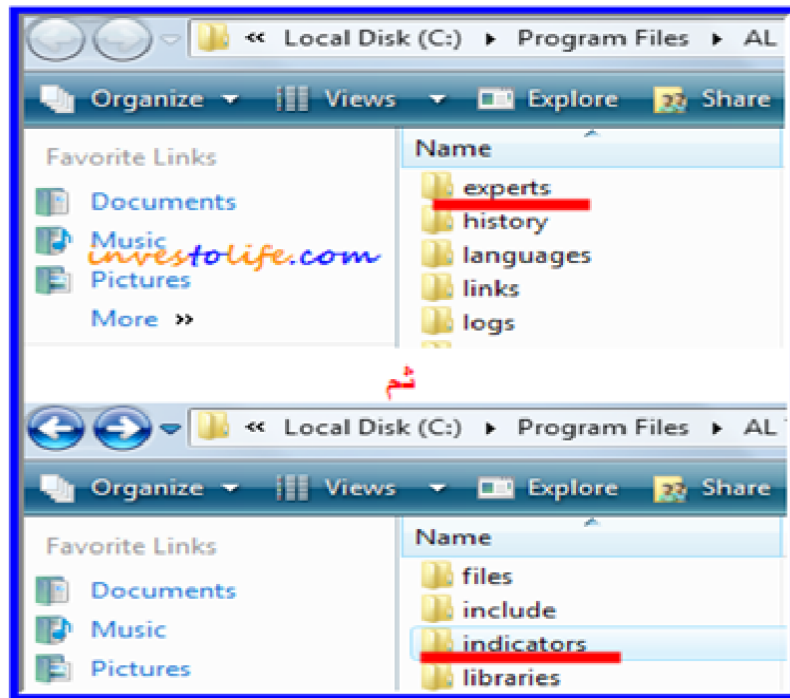 « Local Disk (C:) ▸ Program Files ▸ AL
Organize Views Explore Share
Favorite Links
Documents
Music
Pictures
More »
Name
experts
history
languages
links
logs
investolife.com
ثم
« Local Disk (C:) ▸ Program Files ▸ AL
Organize Views Explore Share
Favorite Links
Documents
Music
Pictures
Name
files
include
indicators
libraries